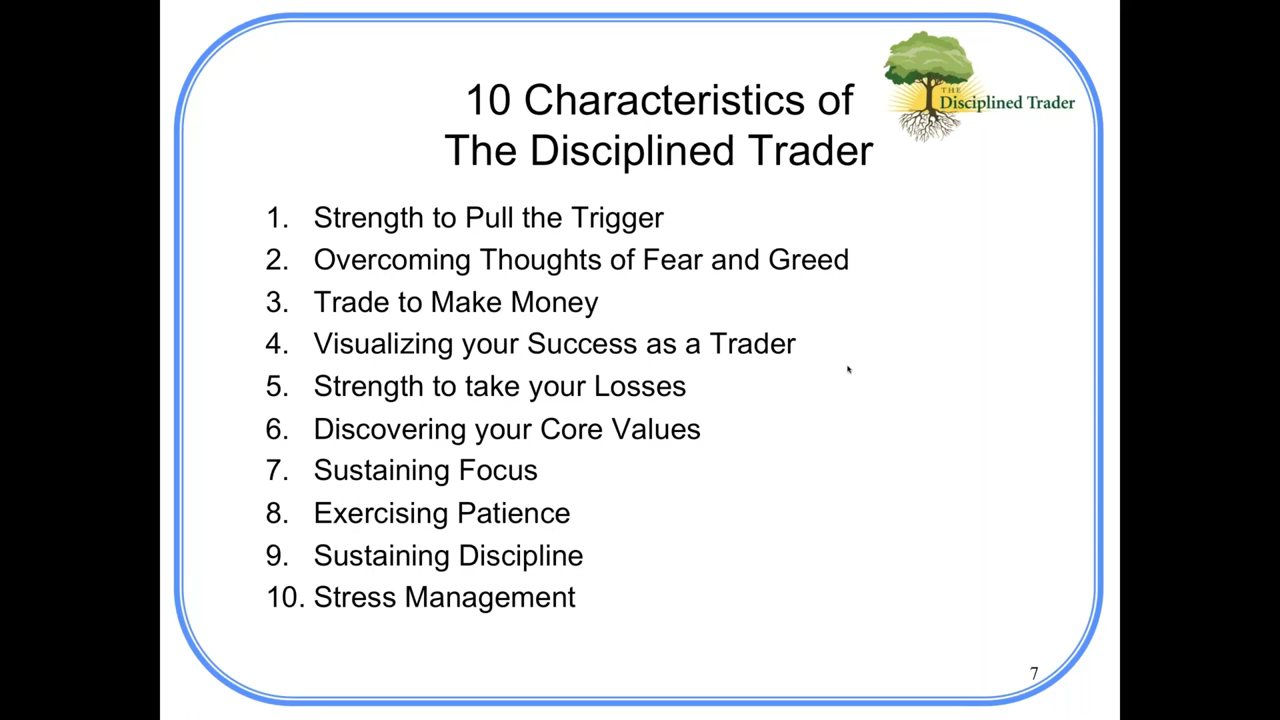 10 Characteristics of
The Disciplined Trader
THE
Disciplined Trader
1. Strength to Pull the Trigger
2. Overcoming Thoughts of Fear and Greed
3. Trade to Make Money
4. Visualizing your Success as a Trader
5. Strength to take your Losses
6. Discovering your Core Values
7. Sustaining Focus
8. Exercising Patience
9. Sustaining Discipline
10. Stress Management
7